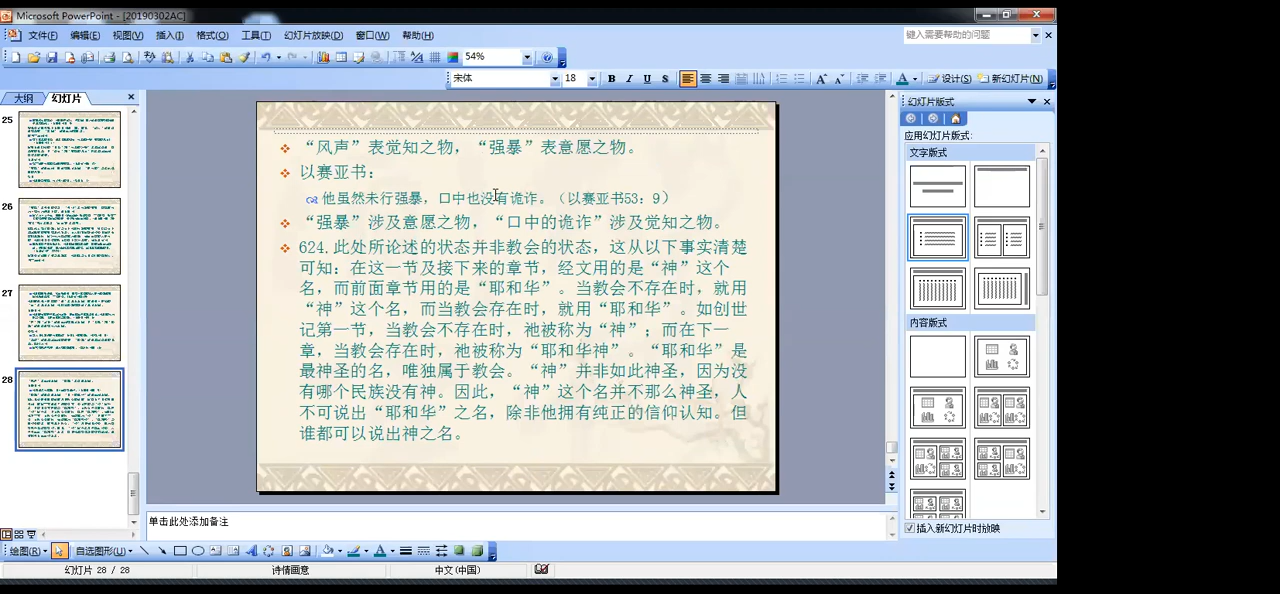 Microsoft PowerPoint - [20190302AC]
文件(F) 编辑(E) 视图(V) 插入(I) 格式(O) 工具(T) 幻灯片放映(D) 窗口(W) 帮助(H) 键入需要帮助的问题
54%
宋体 18 B I U S A A A 设计(S) 新幻灯片(N)
大纲 幻灯片
幻灯片版式
应用幻灯片版式:
文字版式
内容版式
插入新幻灯片时放映
25
26
27
28
“风声”表觉知之物，“强暴”表意愿之物。
以赛亚书：
他虽然未行强暴，口中也没有诡诈。（以赛亚书53：9）
“强暴”涉及意愿之物，“口中的诡诈”涉及觉知之物。
624.此处所论述的状态并非教会的状态，这从以下事实清楚
可知：在这一节及接下来的章节，经文用的是“神”这个
名，而前面章节用的是“耶和华”。当教会不存在时，就用
“神”这个名，而当教会存在时，就用“耶和华”。如创世
记第一节，当教会不存在时，祂被称为“神”；而在下一
章，当教会存在时，祂被称为“耶和华神”。“耶和华”是
最神圣的名，唯独属于教会。“神”并非如此神圣，因为没
有哪个民族没有神。因此，“神”这个名并不那么神圣，人
不可说出“耶和华”之名，除非他拥有纯正的信仰认知。但
谁都可以说出神之名。
单击此处添加备注
绘图(R) 自选图形(U)
幻灯片 28 / 28 诗情画意 中文(中国)